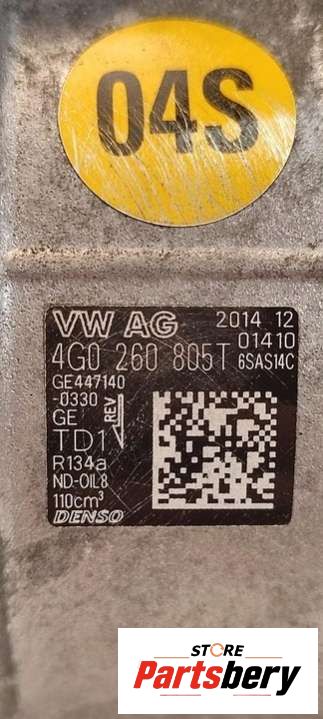 04S
VW AG 2014 12
01410
4G0 260 805T 6SAS14C
GE447140
-0330
GE REV
TD1
R134a
ND-OIL8
110cm³
DENSO
STORE
Partsbery